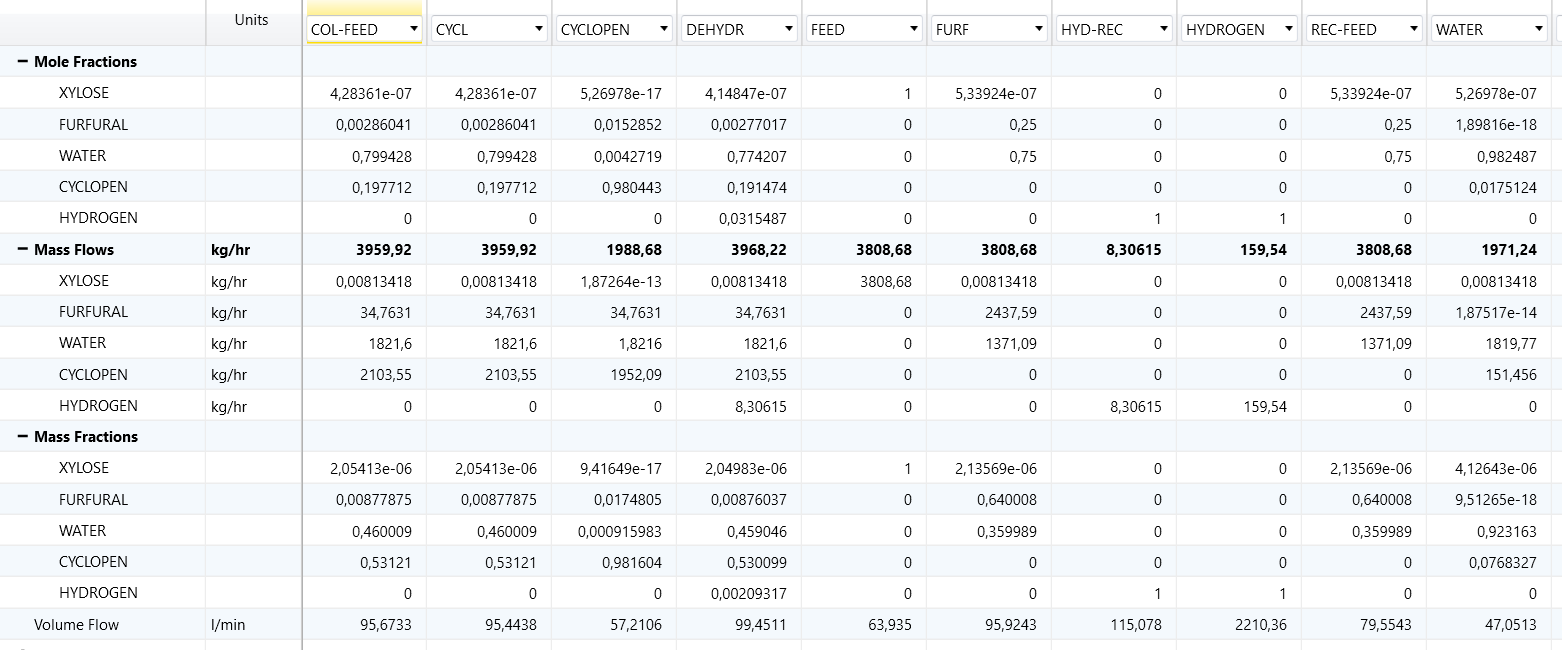 Units COL-FEED CYCL CYCLOPEN DEHYDR FEED FURF HYD-REC HYDROGEN REC-FEED WATER
− Mole Fractions
XYLOSE 4,28361e-07 4,28361e-07 5,26978e-17 4,14847e-07 1 5,33924e-07 0 0 5,33924e-07 5,26978e-07
FURFURAL 0,00286041 0,00286041 0,0152852 0,00277017 0 0,25 0 0 0,25 1,89816e-18
WATER 0,799428 0,799428 0,0042719 0,774207 0 0,75 0 0 0,75 0,982487
CYCLOPEN 0,197712 0,197712 0,980443 0,191474 0 0 0 0 0 0,0175124
HYDROGEN 0 0 0 0,0315487 0 0 1 1 0 0
− Mass Flows kg/hr 3959,92 3959,92 1988,68 3968,22 3808,68 3808,68 8,30615 159,54 3808,68 1971,24
XYLOSE kg/hr 0,00813418 0,00813418 1,87264e-13 0,00813418 3808,68 0,00813418 0 0 0,00813418 0,00813418
FURFURAL kg/hr 34,7631 34,7631 34,7631 34,7631 0 2437,59 0 0 2437,59 1,87517e-14
WATER kg/hr 1821,6 1821,6 1,8216 1821,6 0 1371,09 0 0 1371,09 1819,77
CYCLOPEN kg/hr 2103,55 2103,55 1952,09 2103,55 0 0 0 0 0 151,456
HYDROGEN kg/hr 0 0 0 8,30615 0 0 8,30615 159,54 0 0
− Mass Fractions
XYLOSE 2,05413e-06 2,05413e-06 9,41649e-17 2,04983e-06 1 2,13569e-06 0 0 2,13569e-06 4,12643e-06
FURFURAL 0,00877875 0,00877875 0,0174805 0,00876037 0 0,640008 0 0 0,640008 9,51265e-18
WATER 0,460009 0,460009 0,000915983 0,459046 0 0,359989 0 0 0,359989 0,923163
CYCLOPEN 0,53121 0,53121 0,981604 0,530099 0 0 0 0 0 0,0768327
HYDROGEN 0 0 0 0,00209317 0 0 1 1 0 0
Volume Flow l/min 95,6733 95,4438 57,2106 99,4511 63,935 95,9243 115,078 2210,36 79,5543 47,0513